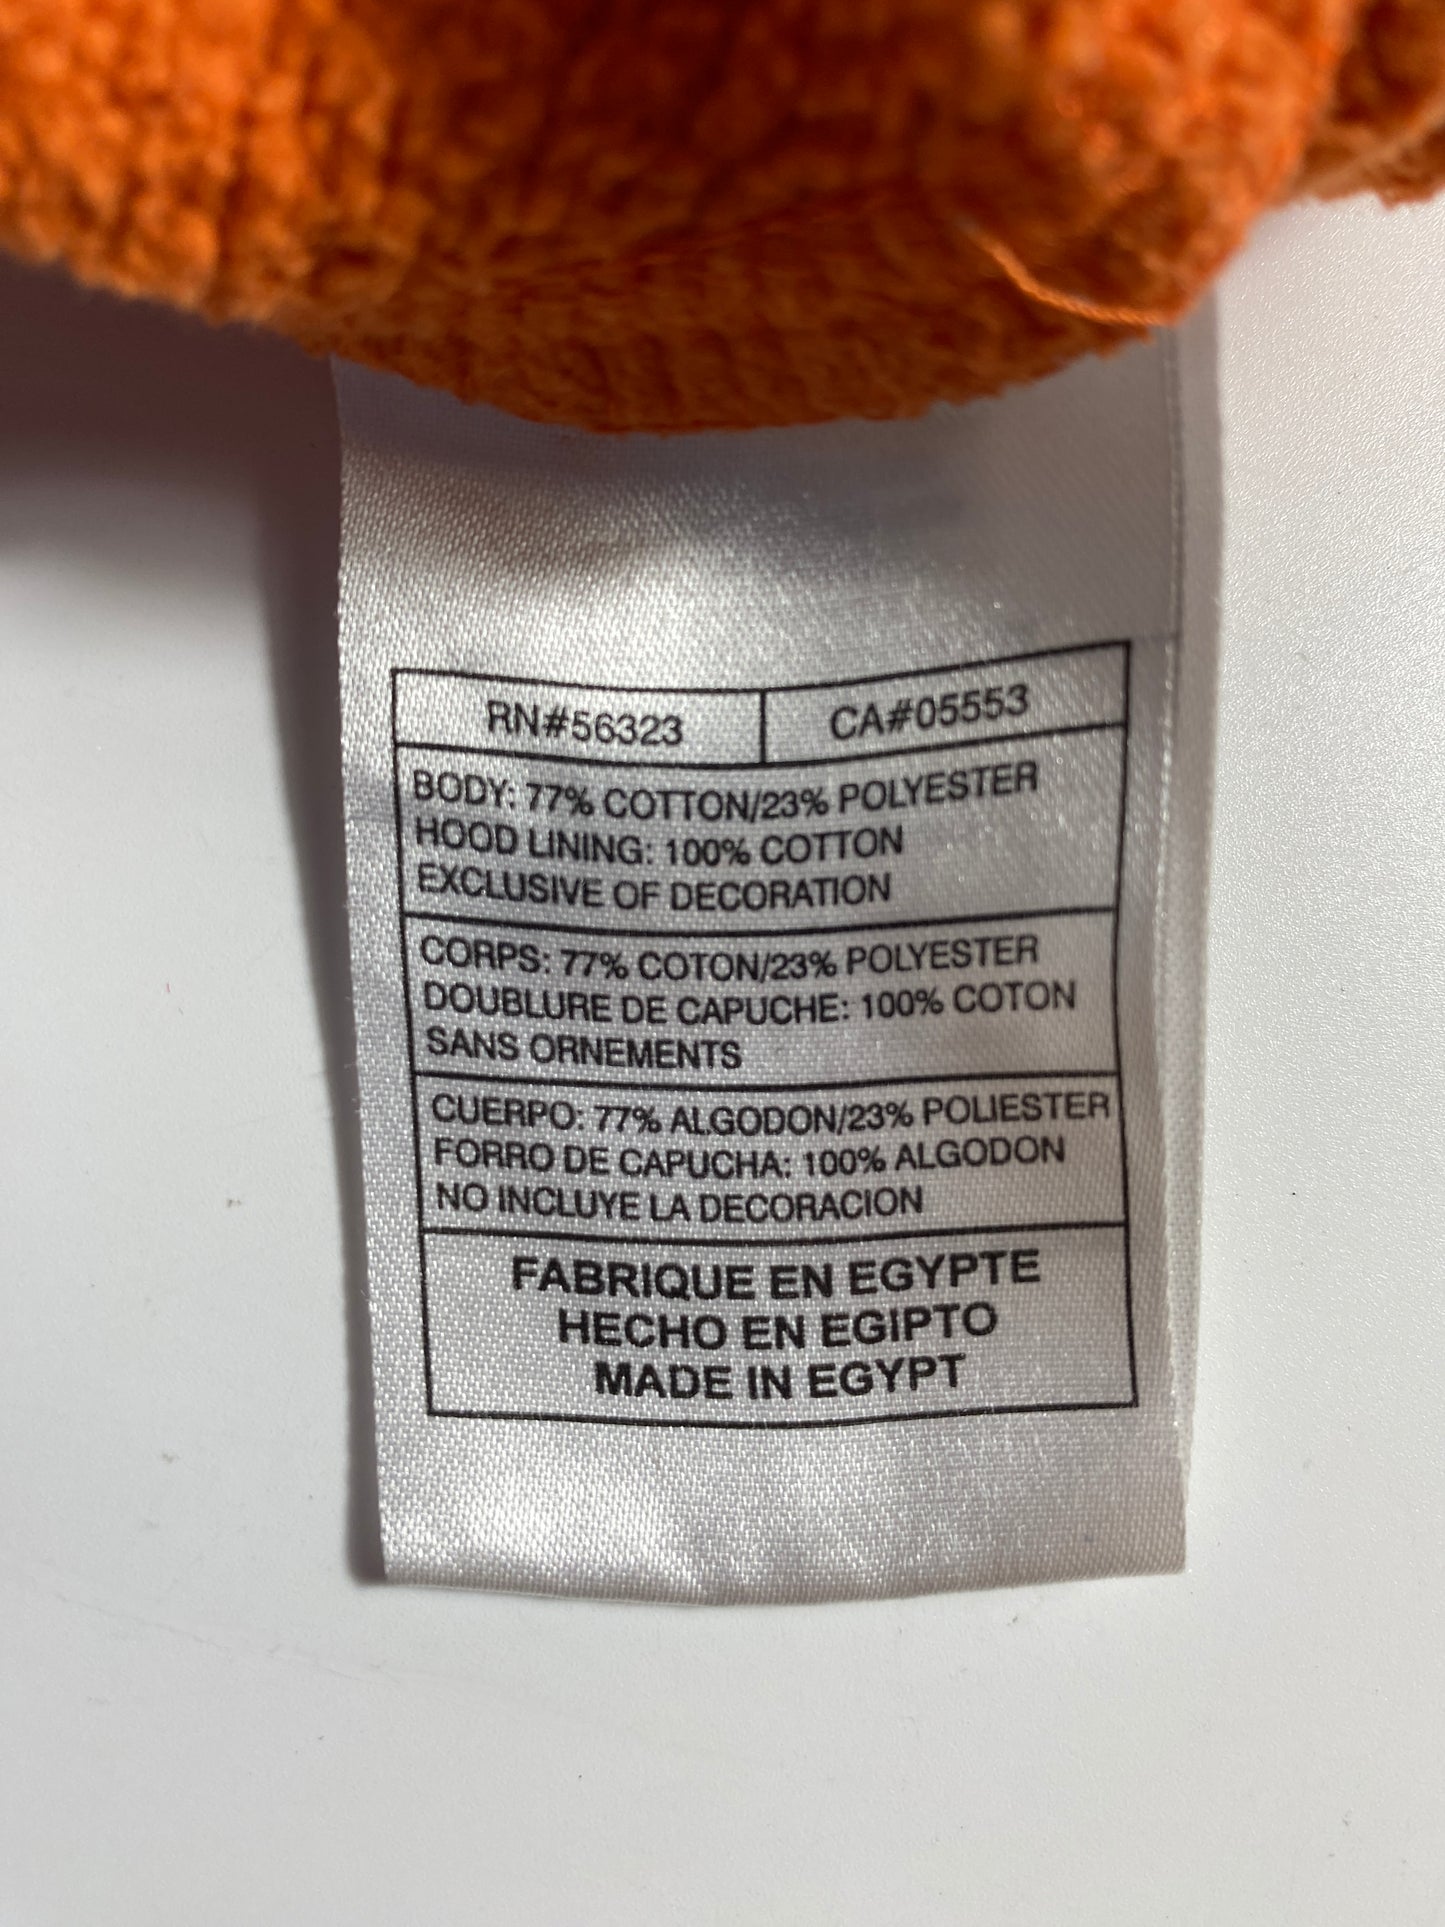 RN#56323 CA#05553
BODY: 77% COTTON/23% POLYESTER
HOOD LINING: 100% COTTON
EXCLUSIVE OF DECORATION
CORPS: 77% COTON/23% POLYESTER
DOUBLURE DE CAPUCHE: 100% COTON
SANS ORNEMENTS
CUERPO: 77% ALGODON/23% POLIESTER
FORRO DE CAPUCHA: 100% ALGODON
NO INCLUYE LA DECORACION
FABRIQUE EN EGYPTE
HECHO EN EGIPTO
MADE IN EGYPT